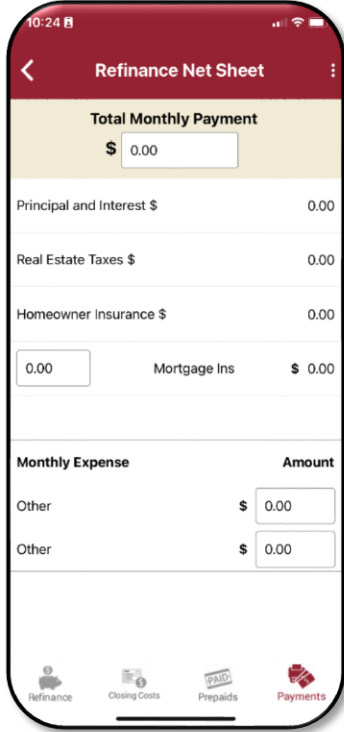 10:24
Refinance Net Sheet
Total Monthly Payment
$ 0.00
Principal and Interest $ 0.00
Real Estate Taxes $ 0.00
Homeowner Insurance $ 0.00
0.00 Mortgage Ins $ 0.00
Monthly Expense Amount
Other $ 0.00
Other $ 0.00
PAID
Refinance Closing Costs Prepaids Payments